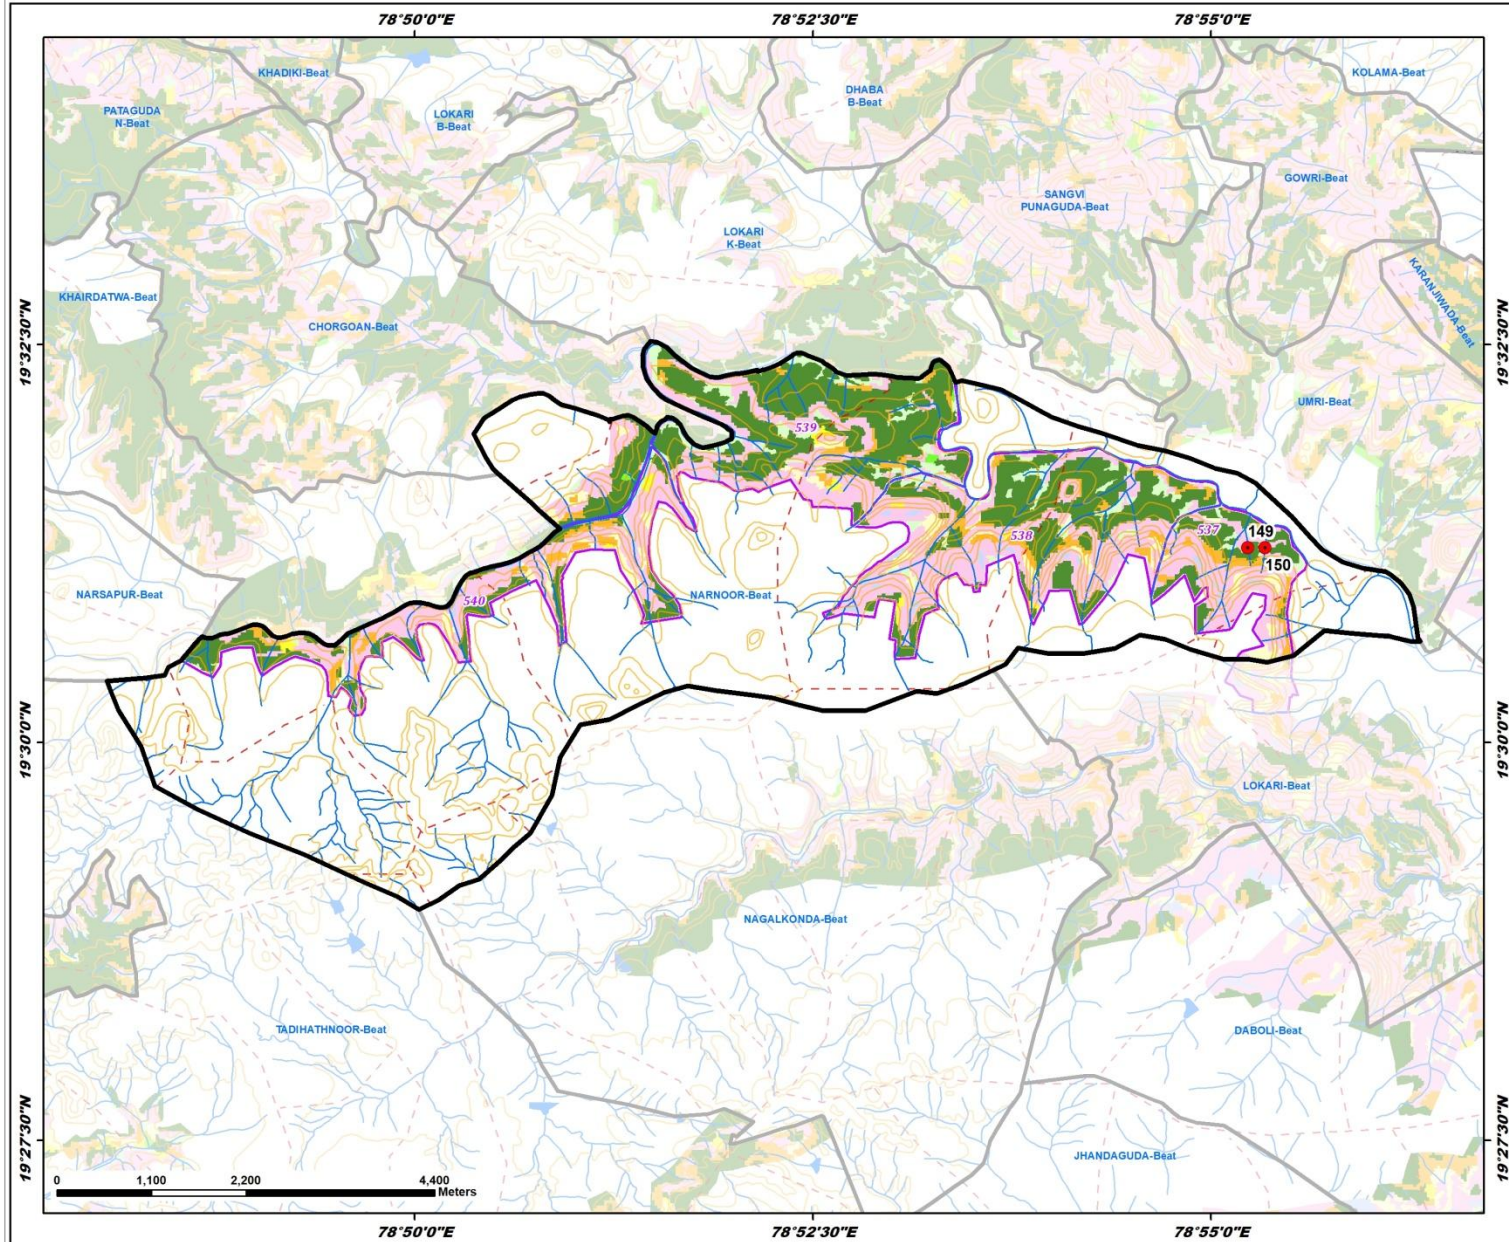 78°50'0"E
78°52'30"E
78°55'0"E
KHADIKI-Beat
KOLAMA-Beat
DHABA
B-Beat
PATAGUDA
N-Beat
LOKARI
B-Beat
GOWRI-Beat
SANGVI
PUNAGUDA-Beat
LOKARI
K-Beat
KARANJIWADA-Beat
KHAIRDATWA-Beat
CHORGOAN-Beat
19°32'30"N
19°32'30"N
UMRI-Beat
539
149
537
538
150
NARSAPUR-Beat
540
NARNOOR-Beat
19°30'0"N
19°30'0"N
LOKARI-Beat
NAGALKONDA-Beat
TADIHATHNOOR-Beat
DABOLI-Beat
19°27'30"N
19°27'30"N
JHANDAGUDA-Beat
0
1,100
2,200
4,400
Meters
78°50'0"E
78°52'30"E
78°55'0"E